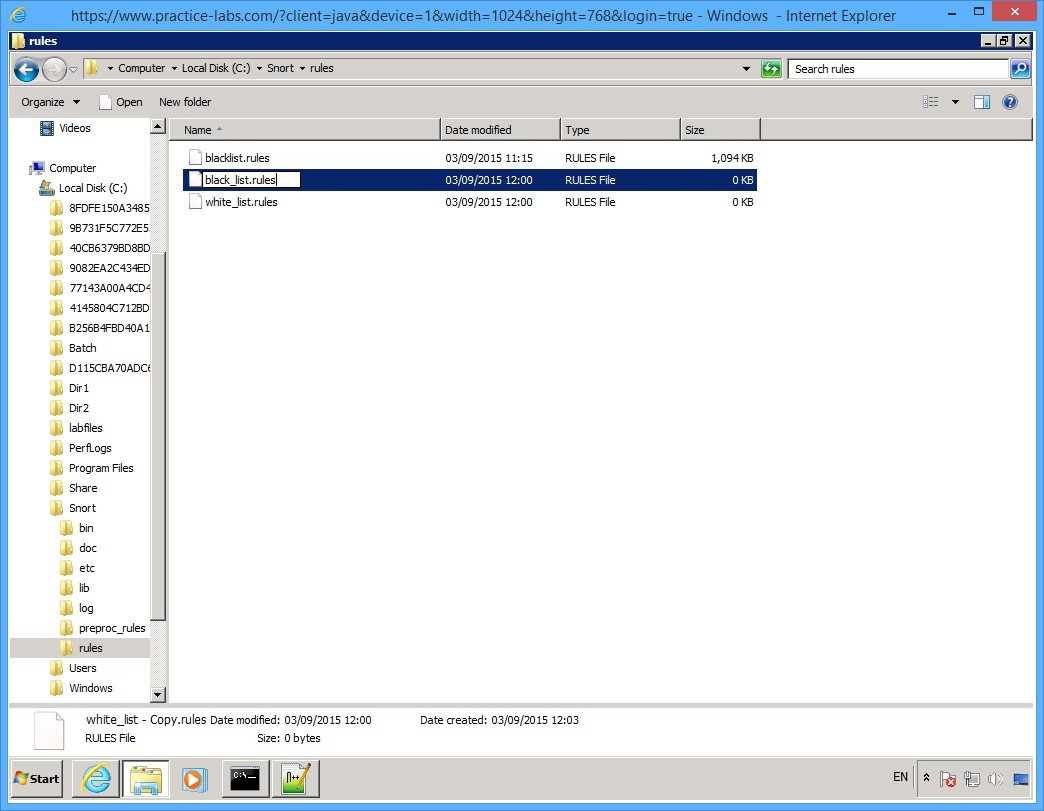 https://www.practice-labs.com/?client=java&device=1&width=1024&height=768&login=true - Windows - Internet Explorer
rules
Computer Local Disk (C:) Snort rules Search rules
Organize Open New folder
Videos Name Date modified Type Size
blacklist.rules 03/09/2015 11:15 RULES File 1,094 KB
Computer
black_list.rules 03/09/2015 12:00 RULES File 0 KB
Local Disk (C:)
white_list.rules 03/09/2015 12:00 RULES File 0 KB
8FDFE150A3485
9B731F5C772E5
40CB6379BD8BD
9082EA2C434ED
77143A00A4CD4
4145804C712BD
B256B4FBD40A1
Batch
D115CBA70ADC6
Dir1
Dir2
labfiles
PerfLogs
Program Files
Share
Snort
bin
doc
etc
lib
log
preproc_rules
rules
Users
Windows
white_list - Copy.rules Date modified: 03/09/2015 12:00 Date created: 03/09/2015 12:03
RULES File Size: 0 bytes
Start C:\ n++ EN